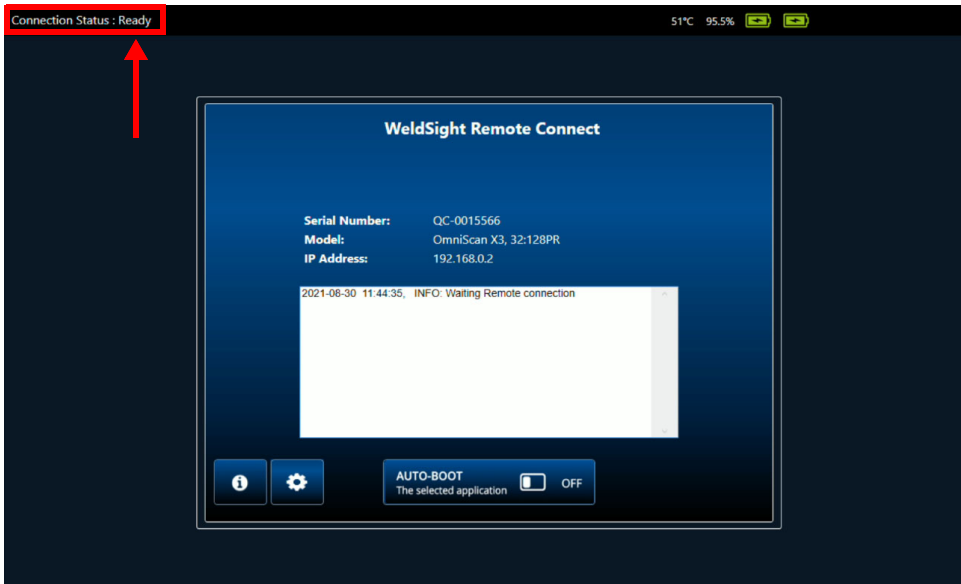 Connection Status : Ready
51°C 95.5%
WeldSight Remote Connect
Serial Number: QC-0015566
Model: OmniScan X3, 32:128PR
IP Address: 192.168.0.2
2021-08-30 11:44:35, INFO: Waiting Remote connection
AUTO-BOOT
The selected application OFF